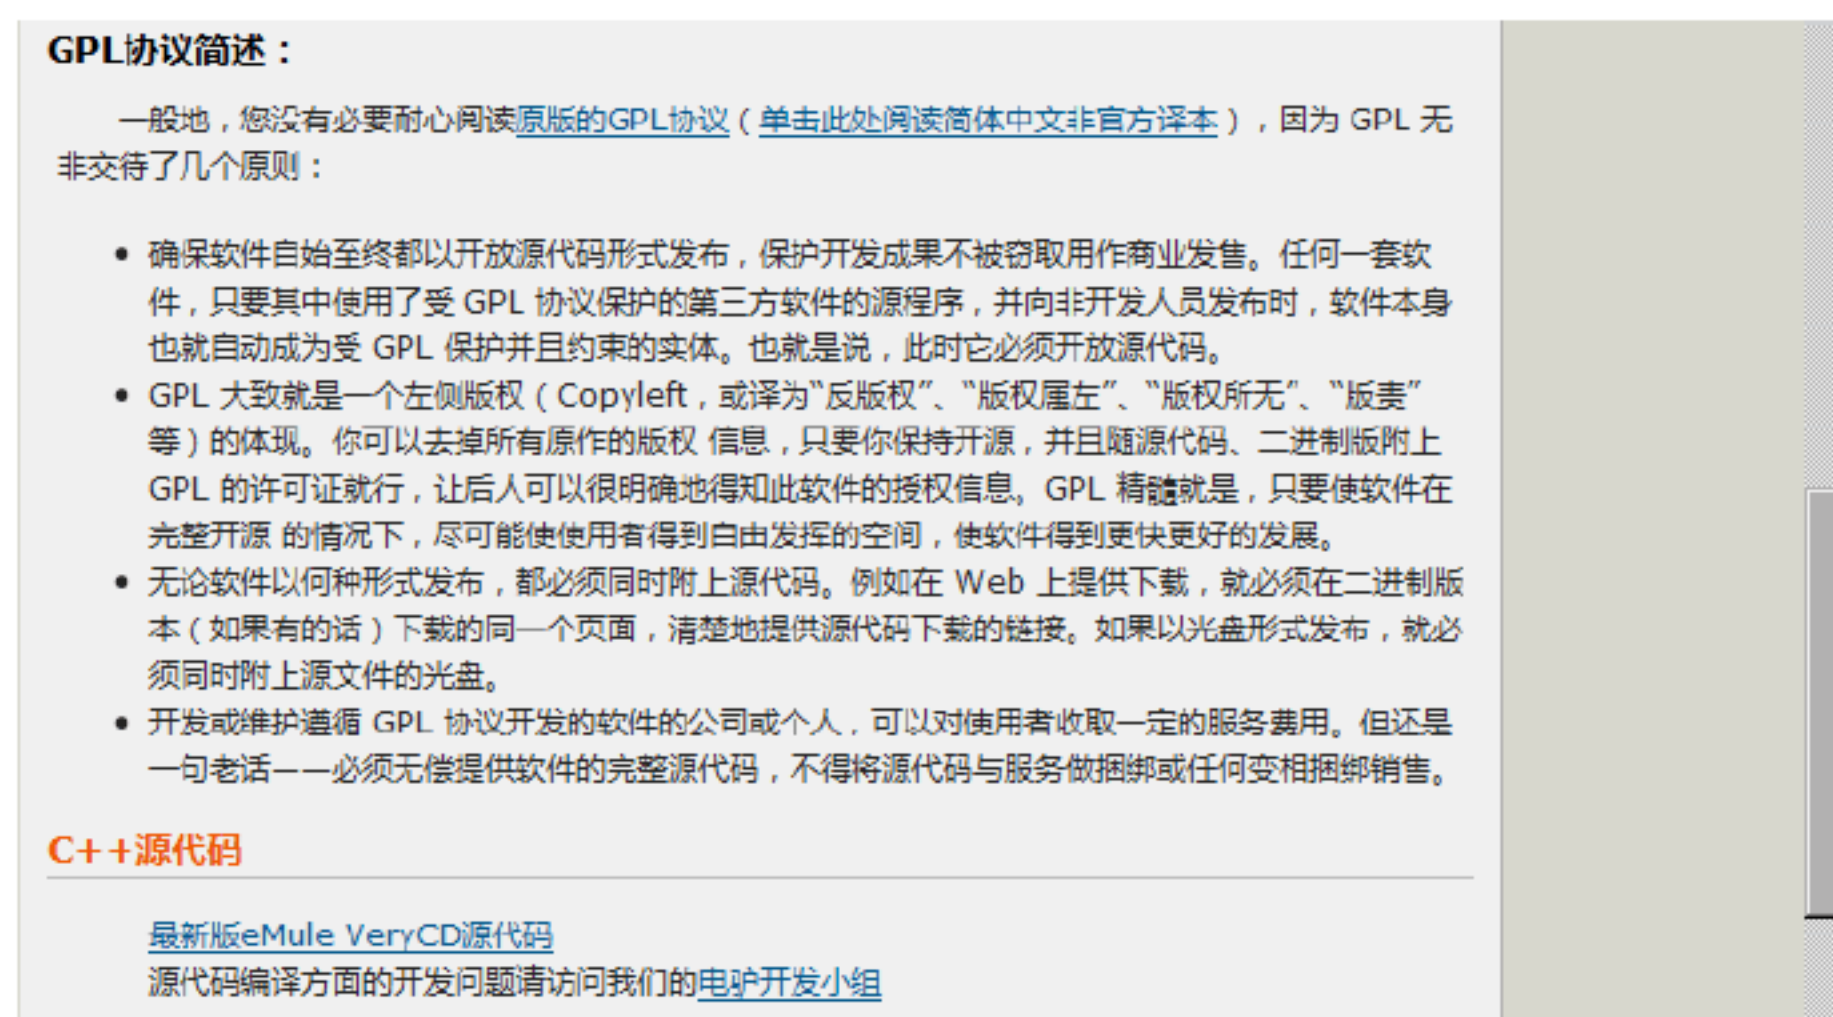 GPL协议简述：
一般地，您没有必要耐心阅读原版的GPL协议（单击此处阅读简体中文非官方译本），因为 GPL 无
非交待了几个原则：
• 确保软件自始至终都以开放源代码形式发布，保护开发成果不被窃取用作商业发售。任何一套软
件，只要其中使用了受 GPL 协议保护的第三方软件的源程序，并向非开发人员发布时，软件本身
也就自动成为受 GPL 保护并且约束的实体。也就是说，此时它必须开放源代码。
• GPL 大致就是一个左侧版权（Copyleft，或译为“反版权”、“版权属左”、“版权所无”、“版责”
等）的体现。你可以去掉所有原作的版权 信息，只要你保持开源，并且随源代码、二进制版附上
GPL 的许可证就行，让后人可以很明确地得知此软件的授权信息。GPL 精髓就是，只要使软件在
完整开源 的情况下，尽可能使使用者得到自由发挥的空间，使软件得到更快更好的发展。
• 无论软件以何种形式发布，都必须同时附上源代码。例如在 Web 上提供下载，就必须在二进制版
本（如果有的话）下载的同一个页面，清楚地提供源代码下载的链接。如果以光盘形式发布，就必
须同时附上源文件的光盘。
• 开发或维护遵循 GPL 协议开发的软件的公司或个人，可以对使用者收取一定的服务费用。但还是
一句老话——必须无偿提供软件的完整源代码，不得将源代码与服务做捆绑或任何变相捆绑销售。
C++源代码
最新版eMule VeryCD源代码
源代码编译方面的开发问题请访问我们的电驴开发小组